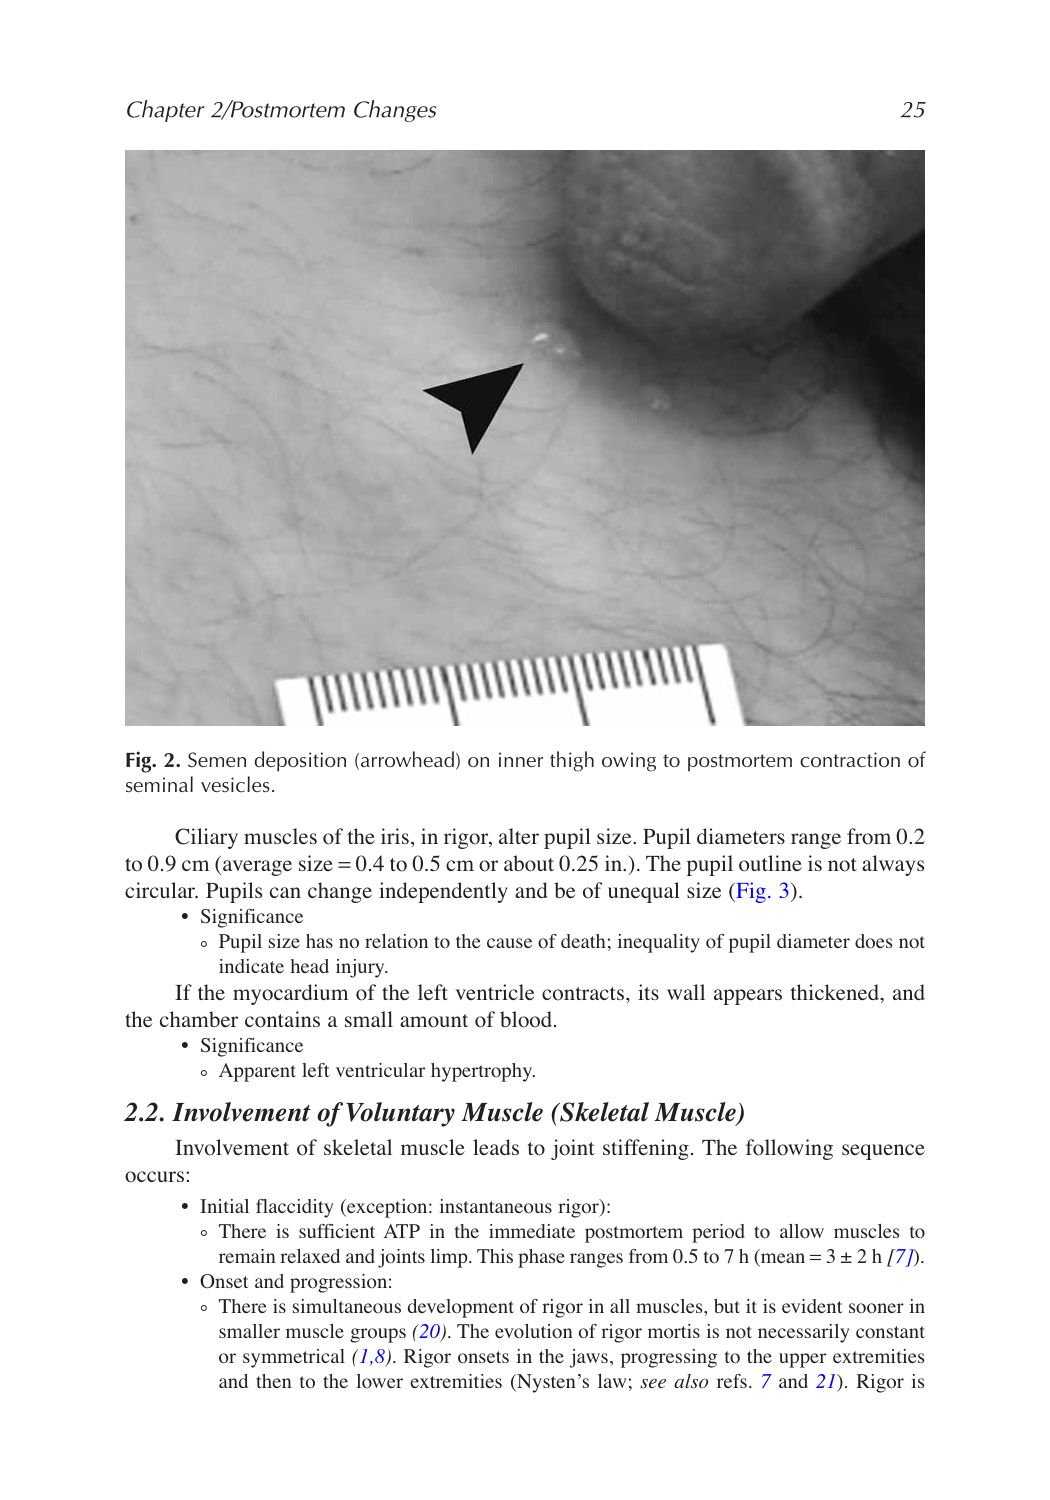 Chapter 2/Postmortem Changes 25
Fig. 2. Semen deposition (arrowhead) on inner thigh owing to postmortem contraction of
seminal vesicles.
Ciliary muscles of the iris, in rigor, alter pupil size. Pupil diameters range from 0.2
to 0.9 cm (average size = 0.4 to 0.5 cm or about 0.25 in.). The pupil outline is not always
circular. Pupils can change independently and be of unequal size (Fig. 3).
• Significance
∘ Pupil size has no relation to the cause of death; inequality of pupil diameter does not
indicate head injury.
If the myocardium of the left ventricle contracts, its wall appears thickened, and
the chamber contains a small amount of blood.
• Significance
∘ Apparent left ventricular hypertrophy.
2.2. Involvement of Voluntary Muscle (Skeletal Muscle)
Involvement of skeletal muscle leads to joint stiffening. The following sequence
occurs:
• Initial flaccidity (exception: instantaneous rigor):
∘ There is sufficient ATP in the immediate postmortem period to allow muscles to
remain relaxed and joints limp. This phase ranges from 0.5 to 7 h (mean = 3 ± 2 h [7]).
• Onset and progression:
∘ There is simultaneous development of rigor in all muscles, but it is evident sooner in
smaller muscle groups (20). The evolution of rigor mortis is not necessarily constant
or symmetrical (1,8). Rigor onsets in the jaws, progressing to the upper extremities
and then to the lower extremities (Nysten’s law; see also refs. 7 and 21). Rigor is